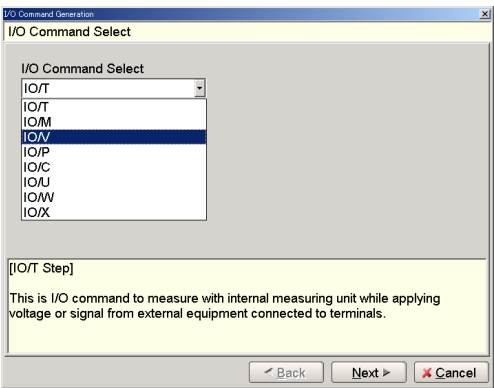 I/O Command Generation
I/O Command Select
I/O Command Select
IO/T
IO/T
IO/M
IO/V
IO/P
IO/C
IO/U
IO/W
IO/X
[IO/T Step]
This is I/O command to measure with internal measuring unit while applying
voltage or signal from external equipment connected to terminals.
Back Next Cancel